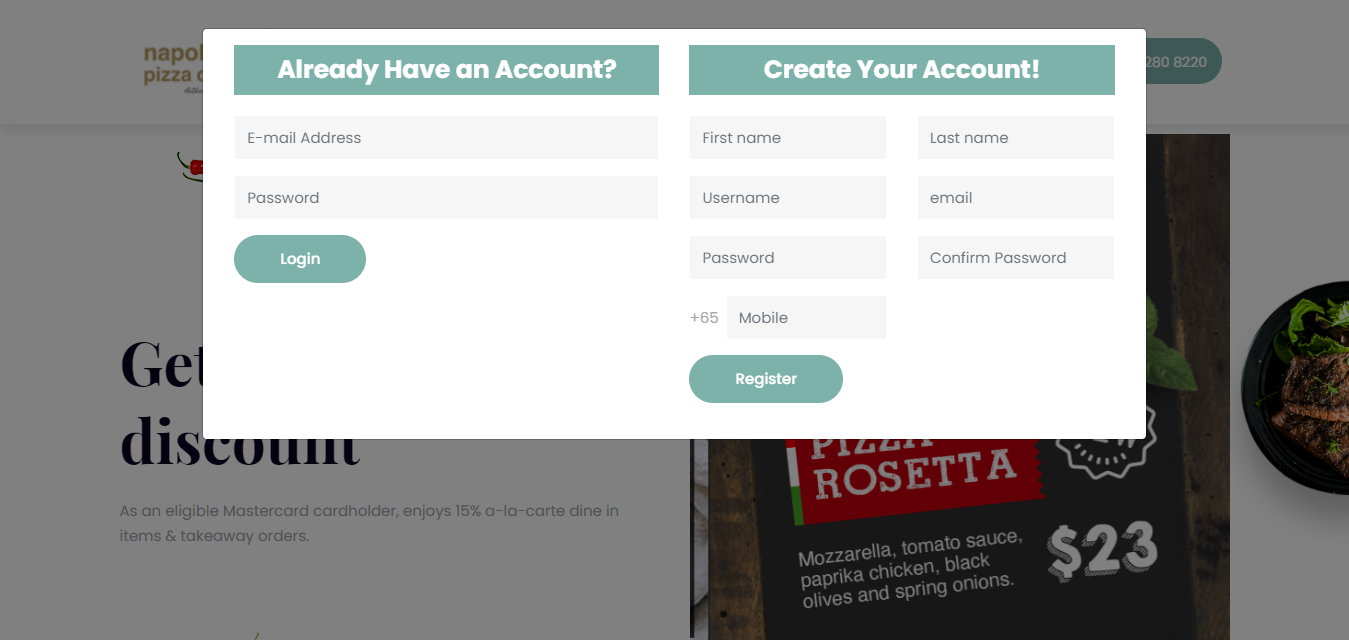 napol
pizza
280 8220
Already Have an Account?
E-mail Address
Password
Login
Create Your Account!
First name
Last name
Username
email
Password
Confirm Password
+65
Mobile
Register
Get
discount
As an eligible Mastercard cardholder, enjoys 15% a-la-carte dine in
items & takeaway orders.
PIZZA
ROSETTA
Mozzarella, tomato sauce,
paprika chicken, black
olives and spring onions.
$23